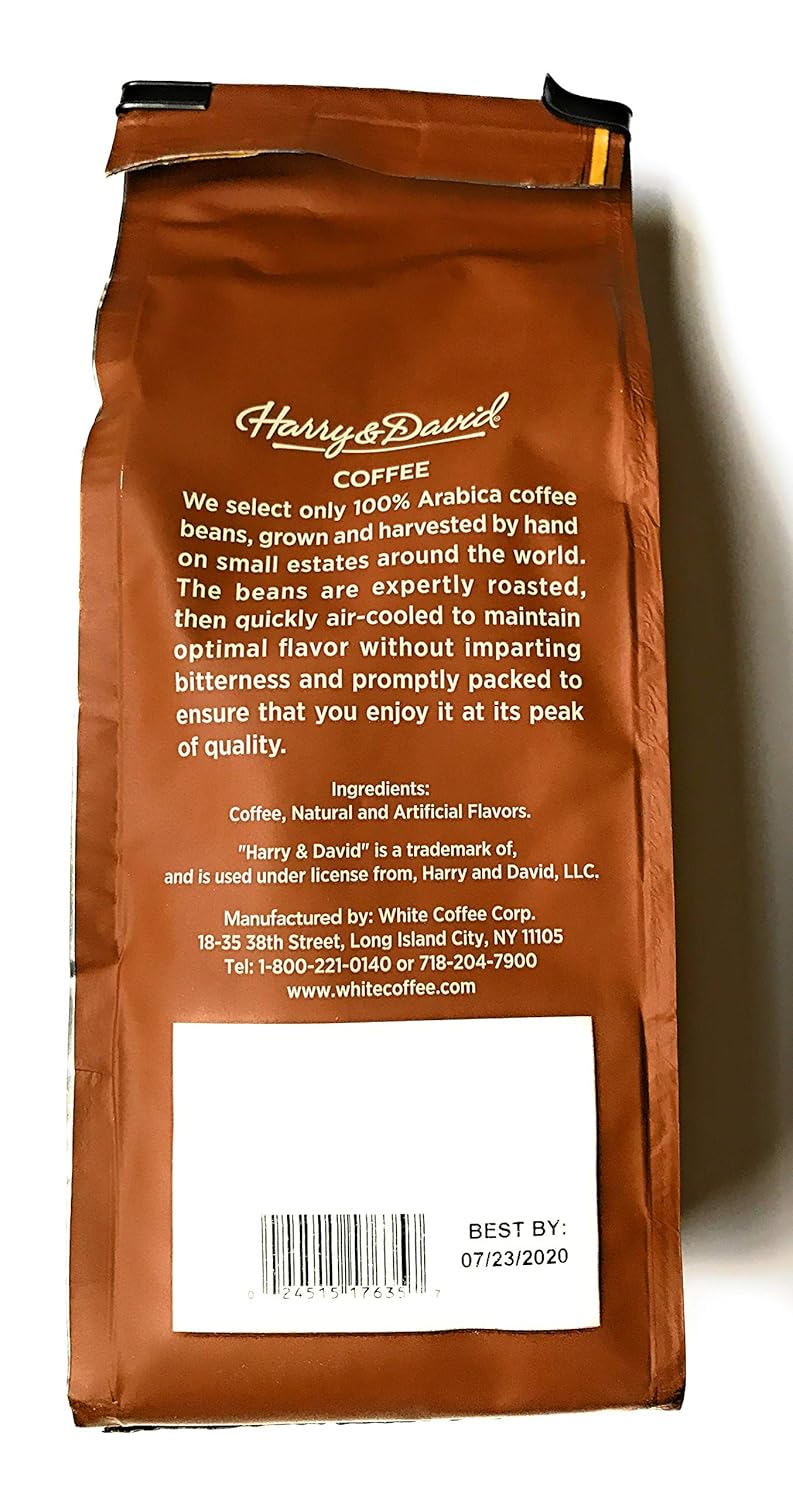 Harry & David®
COFFEE
We select only 100% Arabica coffee
beans, grown and harvested by hand
on small estates around the world.
The beans are expertly roasted,
then quickly air-cooled to maintain
optimal flavor without imparting
bitterness and promptly packed to
ensure that you enjoy it at its peak
of quality.
Ingredients:
Coffee, Natural and Artificial Flavors.
"Harry & David" is a trademark of,
and is used under license from, Harry and David, LLC.
Manufactured by: White Coffee Corp.
18-35 38th Street, Long Island City, NY 11105
Tel: 1-800-221-0140 or 718-204-7900
www.whitecoffee.com
BEST BY:
07/23/2020
0 24515 17635 7